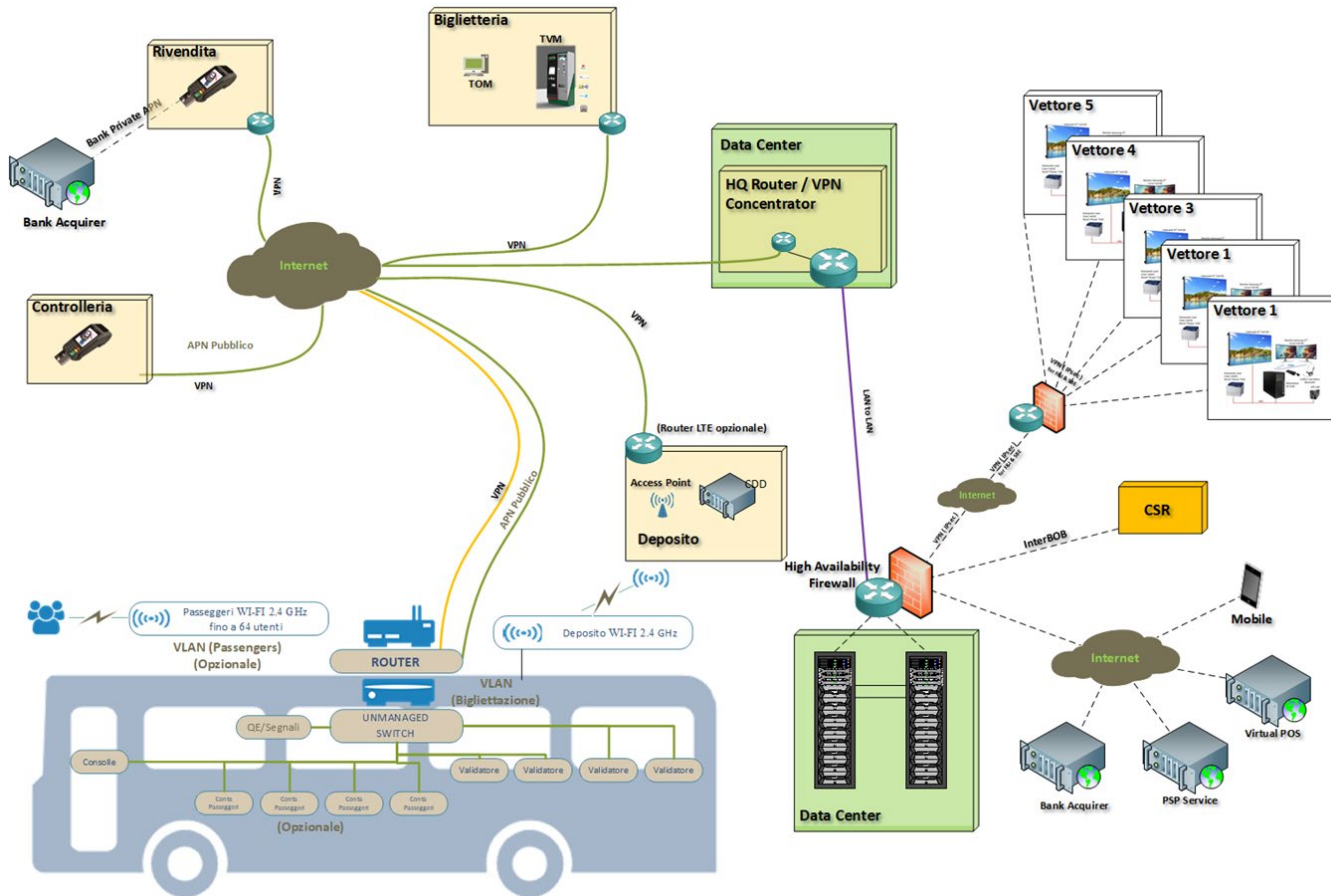 Rivendita
Bank Private APN
Bank Acquirer
VPN
Biglietteria
TVM
TOM
VPN
Internet
Controlleria
APN Pubblico
VPN
Data Center
HQ Router / VPN
Concentrator
VPN
LAN to LAN
(Router LTE opzionale)
Access Point
CDD
Deposito
VPN
APN Pubblico
Vettore 5
Vettore 4
Vettore 3
Vettore 1
Vettore 1
Internet
VPN (IPsec)
InterBOB
CSR
High Availability
Firewall
Data Center
Internet
Mobile
Virtual POS
PSP Service
Bank Acquirer
Passeggeri WI-FI 2.4 GHz
fino a 64 utenti
VLAN (Passengers)
(Opzionale)
Deposito WI-FI 2.4 GHz
ROUTER
VLAN
(Bigliettazione)
UNMANAGED
SWITCH
QE/Segnali
Consolle
Validatore
Validatore
Validatore
Validatore
Conta
Passeggeri
Conta
Passeggeri
Conta
Passeggeri
Conta
Passeggeri
(Opzionale)